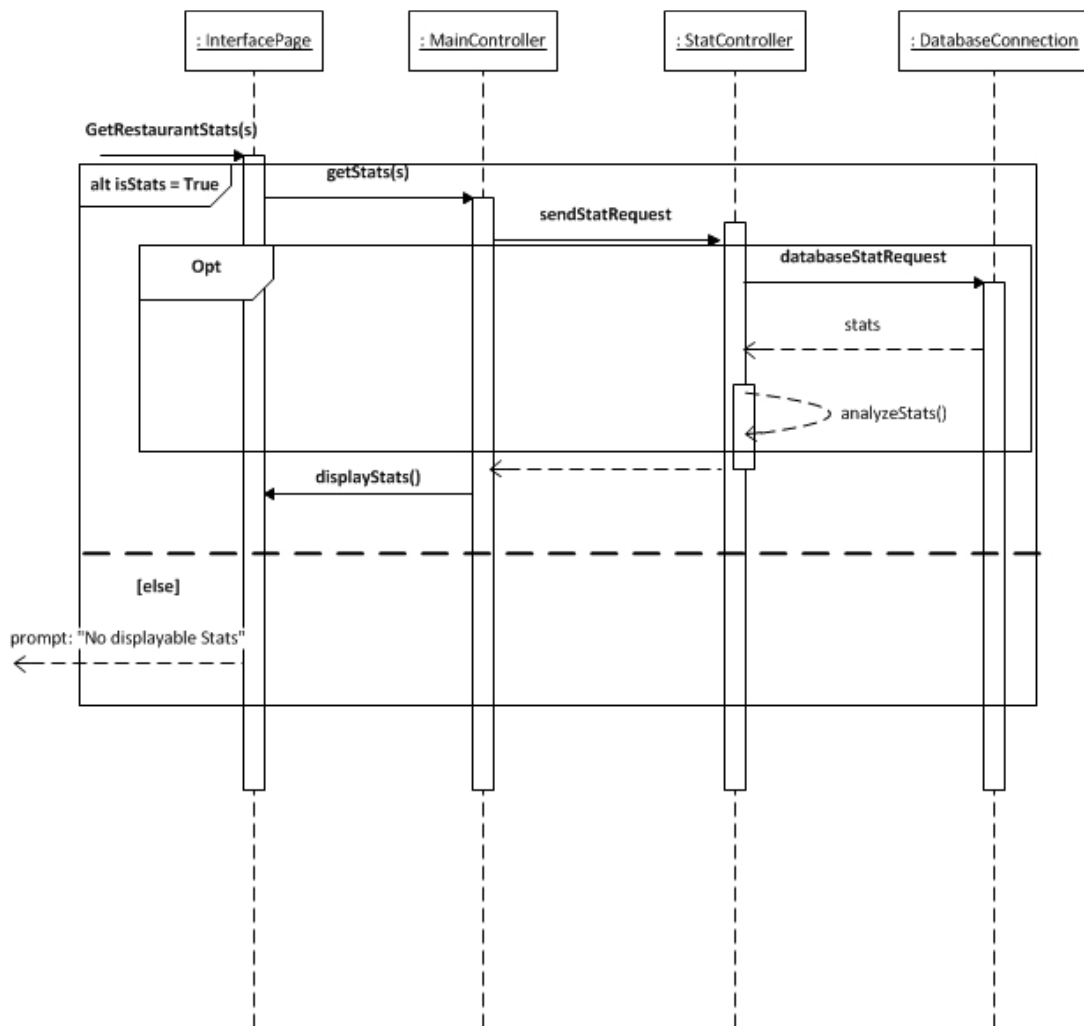 : InterfacePage
: MainController
: StatController
: DatabaseConnection
GetRestaurantStats(s)
alt isStats = True
getStats(s)
sendStatRequest
Opt
databaseStatRequest
stats
analyzeStats()
displayStats()
[else]
prompt: "No displayable Stats"